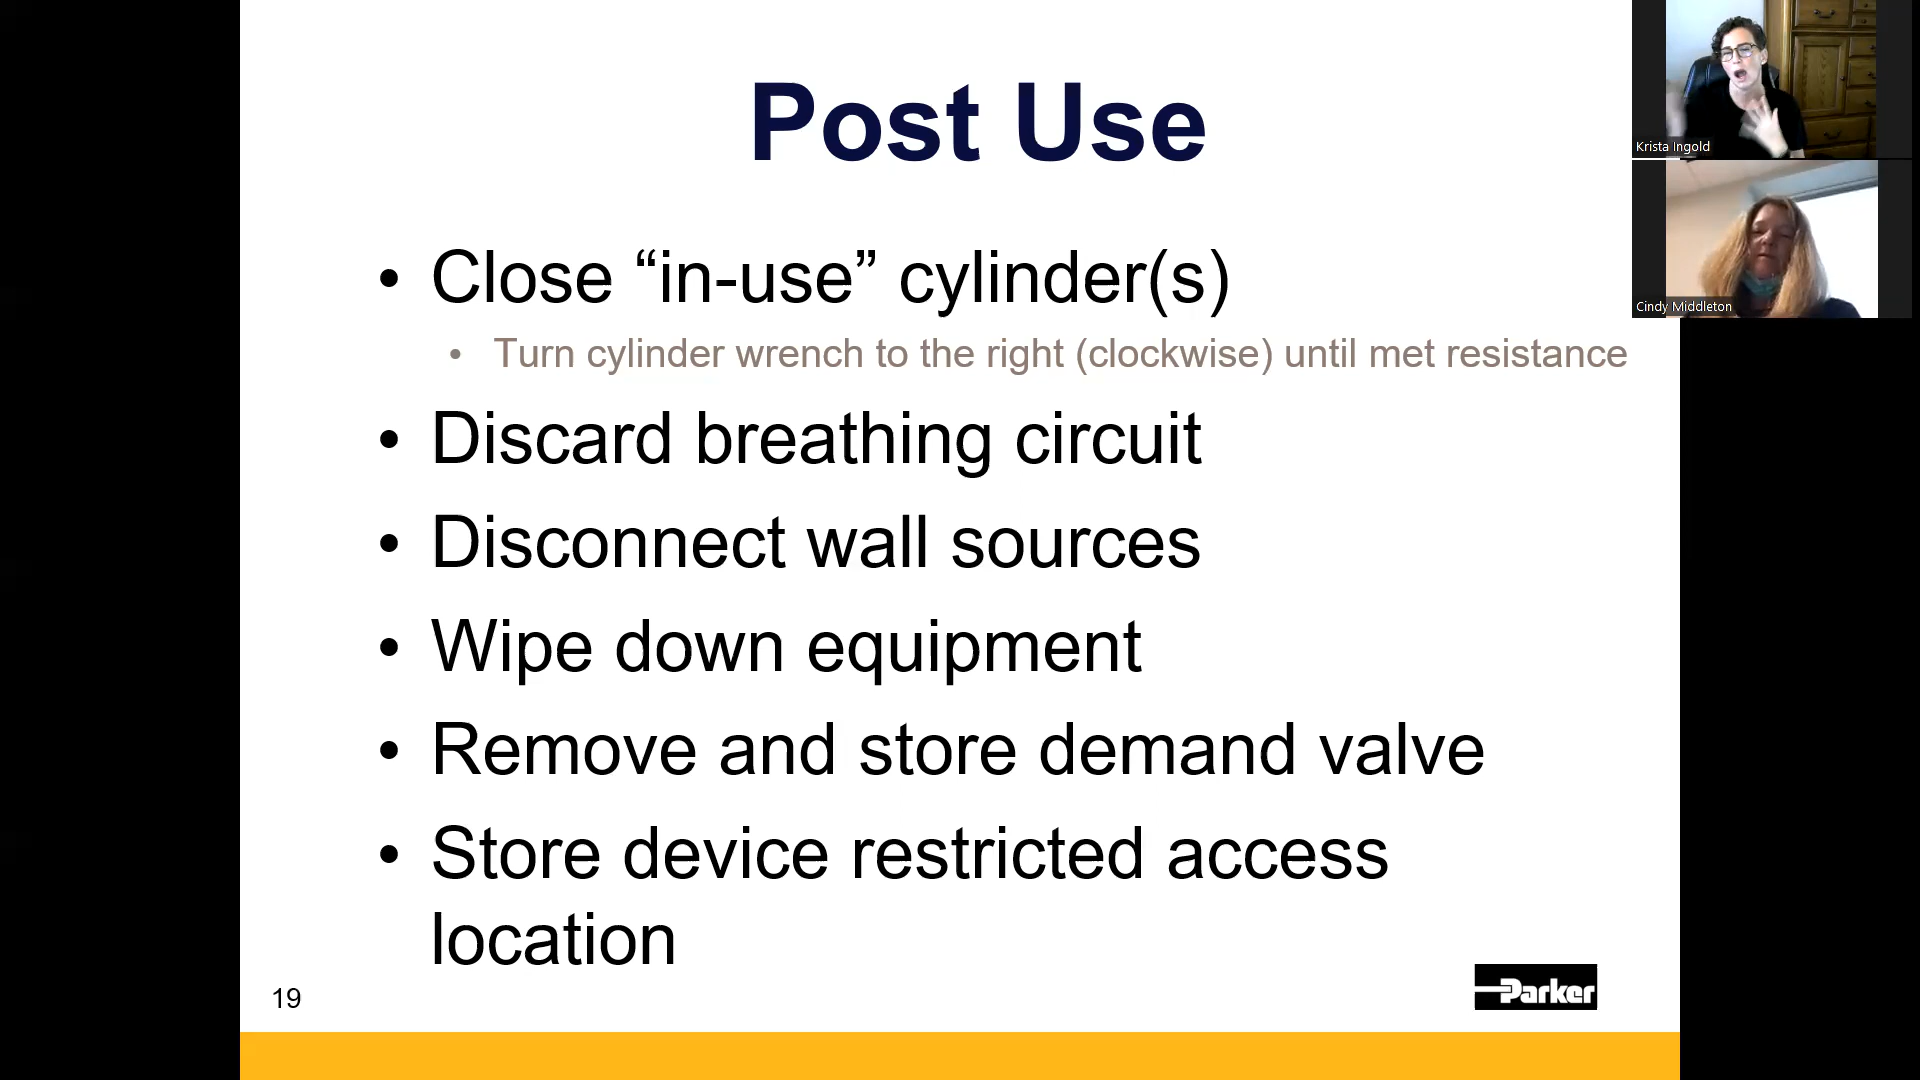 Post Use
• Close “in-use” cylinder(s)
• Turn cylinder wrench to the right (clockwise) until met resistance
• Discard breathing circuit
• Disconnect wall sources
• Wipe down equipment
• Remove and store demand valve
• Store device restricted access
location
19
Parker
Krista Ingold
Cindy Middleton